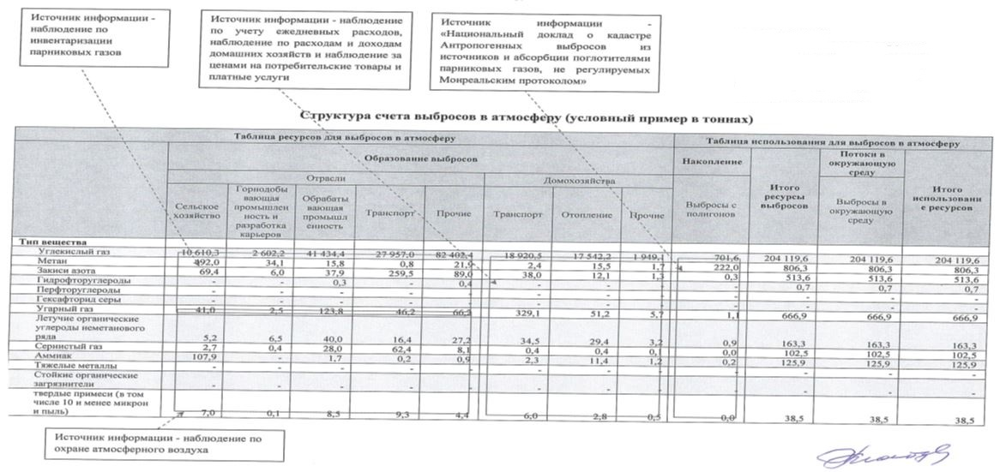 Источник информации -
наблюдение по
инвентаризации
парниковых газов
Источник информации - наблюдение
по учету ежедневных расходов,
наблюдение по расходам и доходам
домашних хозяйств и наблюдение за
ценами на потребительские товары и
платные услуги
Источник информации -
«Национальный доклад о кадастре
Антропогенных выбросов из
источников и абсорбции поглотителями
парниковых газов, не регулируемых
Монреальским протоколом»
Структура счета выбросов в атмосферу (условный пример в тоннах)
Таблица ресурсов для выбросов в атмосферу Таблица использования для выбросов в атмосферу
Образование выбросов Накопление Итого ресурсы выбросов Потоки в окружающую среду Итого использование ресурсов
Отрасли Домохозяйства
Сельское хозяйство Горнодобы вающая промышлен ность и разработка карьеров Обрабаты вающая промышл енность Транспорт Прочие Транспорт Отопление Прочие Выбросы с полигонов Выбросы в окружающую среду
Тип вещества
Углекислый газ 10 610,3 2 602,2 41 434,4 27 957,0 82 402,4 18 920,5 17 542,2 1 949,1 701,6 204 119,6 204 119,6 204 119,6
Метан 492,0 34,1 15,8 0,8 21,9 2,4 15,5 1,7 222,0 806,3 806,3 806,3
Закиси азота 69,4 6,0 37,9 259,5 89,0 38,0 12,1 1,3 0,3 513,6 513,6 513,6
Гидрофторуглероды - - 0,3 - 0,4 - - - - 0,7 0,7 0,7
Перфторуглероды - - - - - - - - - - - -
Гексафторид серы - - - - - - - - - - - -
Угарный газ 41,0 2,5 123,8 46,2 66,2 329,1 51,2 5,7 1,1 666,9 666,9 666,9
Летучие органические
углероды неметанового
ряда 5,2 6,5 40,0 16,4 27,2 34,5 29,4 3,2 0,9 163,3 163,3 163,3
Сернистый газ 2,7 0,4 28,0 62,4 8,1 0,4 0,4 0,1 0,0 102,5 102,5 102,5
Аммиак 107,9 - 1,7 0,2 0,9 2,3 11,4 1,2 0,2 125,9 125,9 125,9
Тяжелые металлы - - - - - - - - - - - -
Стойкие органические
загрязнители - - - - - - - - - - - -
твердые примеси (в том
числе 10 и менее микрон
и пыль) 7,0 0,1 8,5 9,3 4,4 6,0 2,8 0,5 0,0 38,5 38,5 38,5
Источник информации - наблюдение по
охране атмосферного воздуха